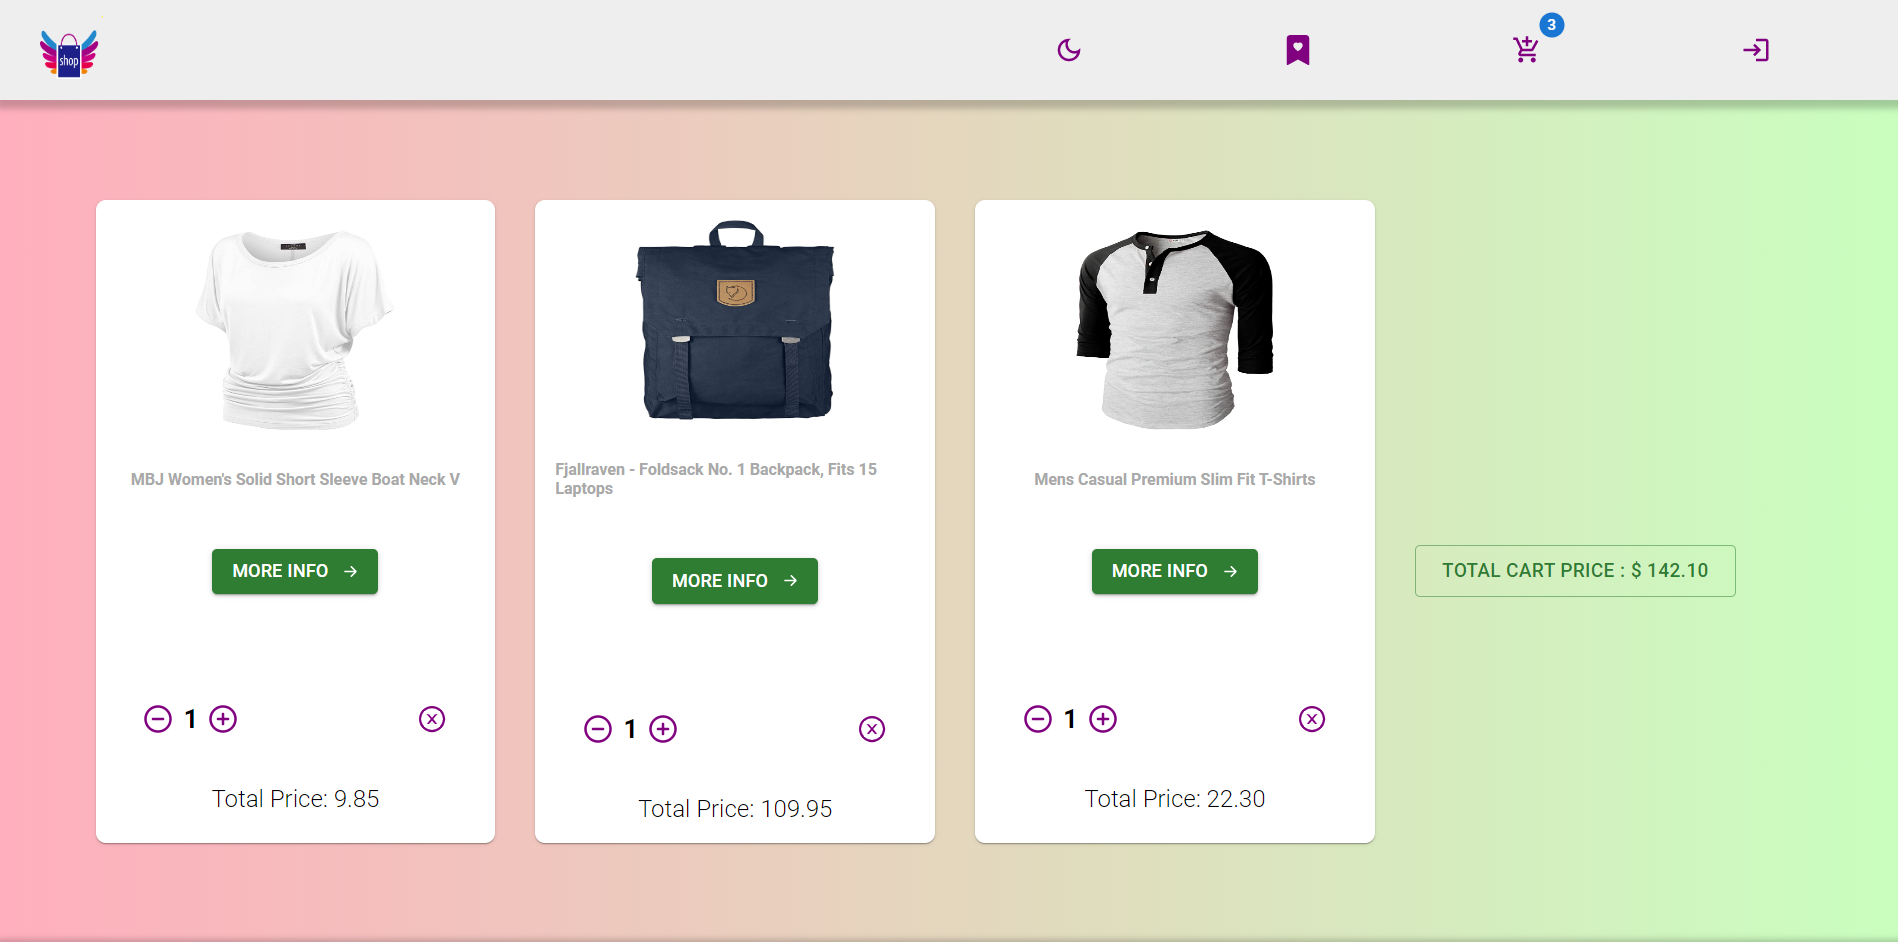 shop
3
MBJ Women's Solid Short Sleeve Boat Neck V
MORE INFO
1
Total Price: 9.85
Fjallraven - Foldsack No. 1 Backpack, Fits 15
Laptops
MORE INFO
1
Total Price: 109.95
Mens Casual Premium Slim Fit T-Shirts
MORE INFO
1
Total Price: 22.30
TOTAL CART PRICE : $ 142.10